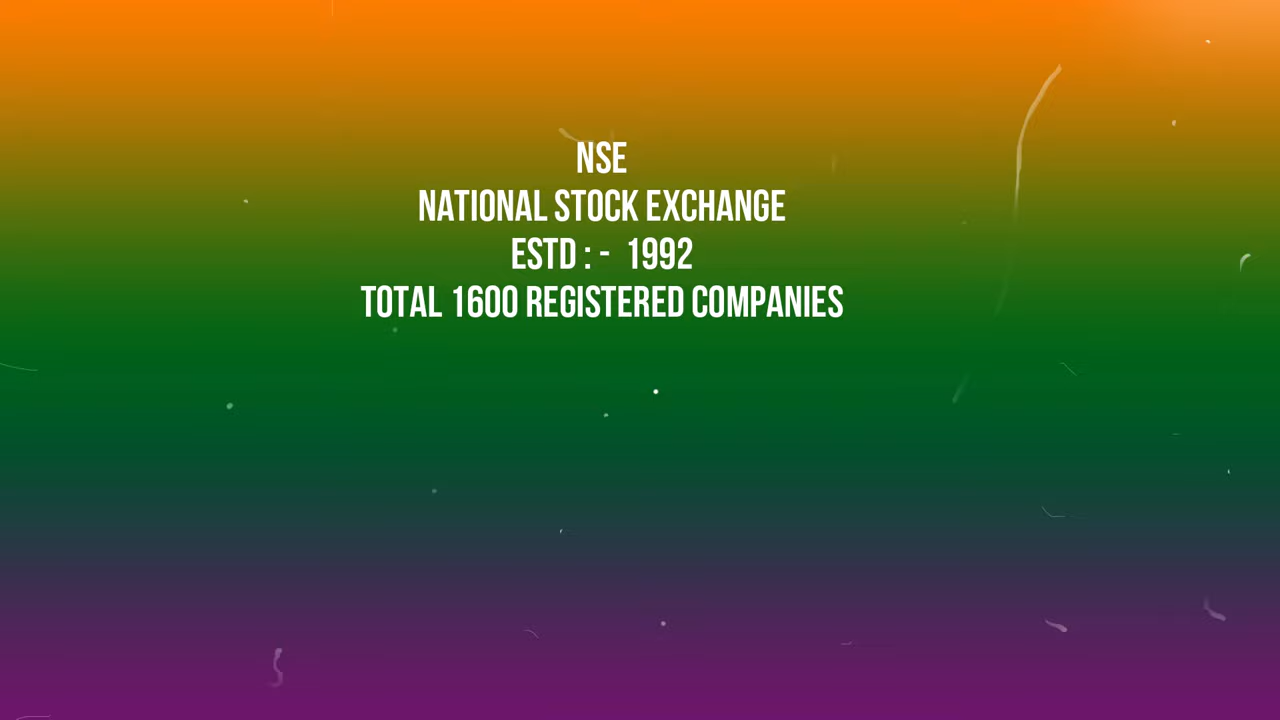 NSE
NATIONAL STOCK EXCHANGE
ESTD : -  1992
TOTAL 1600 REGISTERED COMPANIES